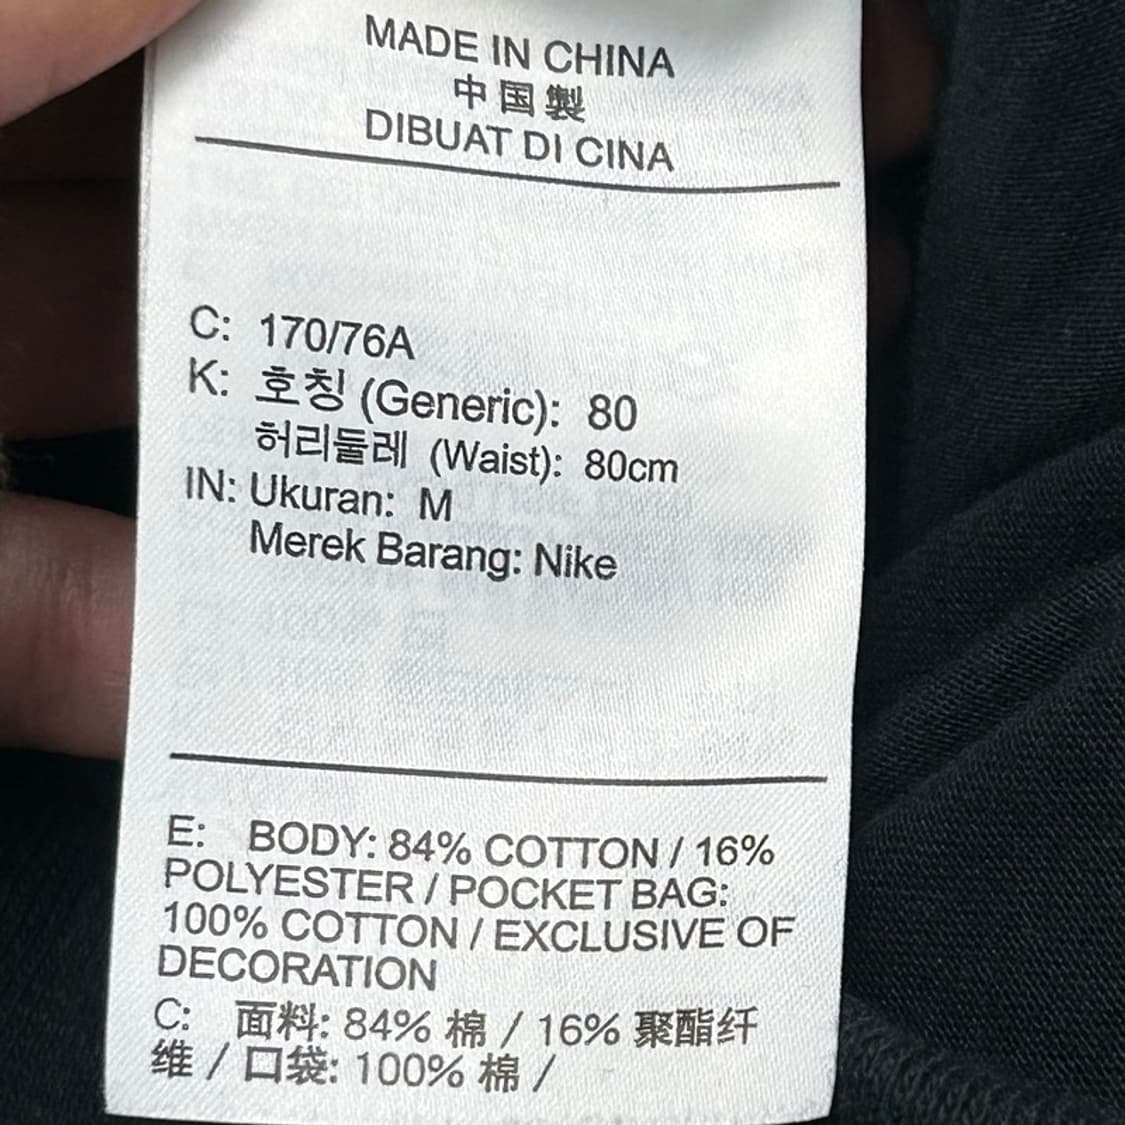 MADE IN CHINA
中国製
DIBUAT DI CINA
C: 170/76A
K: 호칭 (Generic): 80
허리둘레 (Waist): 80cm
IN: Ukuran: M
Merek Barang: Nike
E: BODY: 84% COTTON / 16%
POLYESTER / POCKET BAG:
100% COTTON / EXCLUSIVE OF
DECORATION
C: 面料: 84% 棉 / 16% 聚酯纤
维 / 口袋: 100% 棉 /